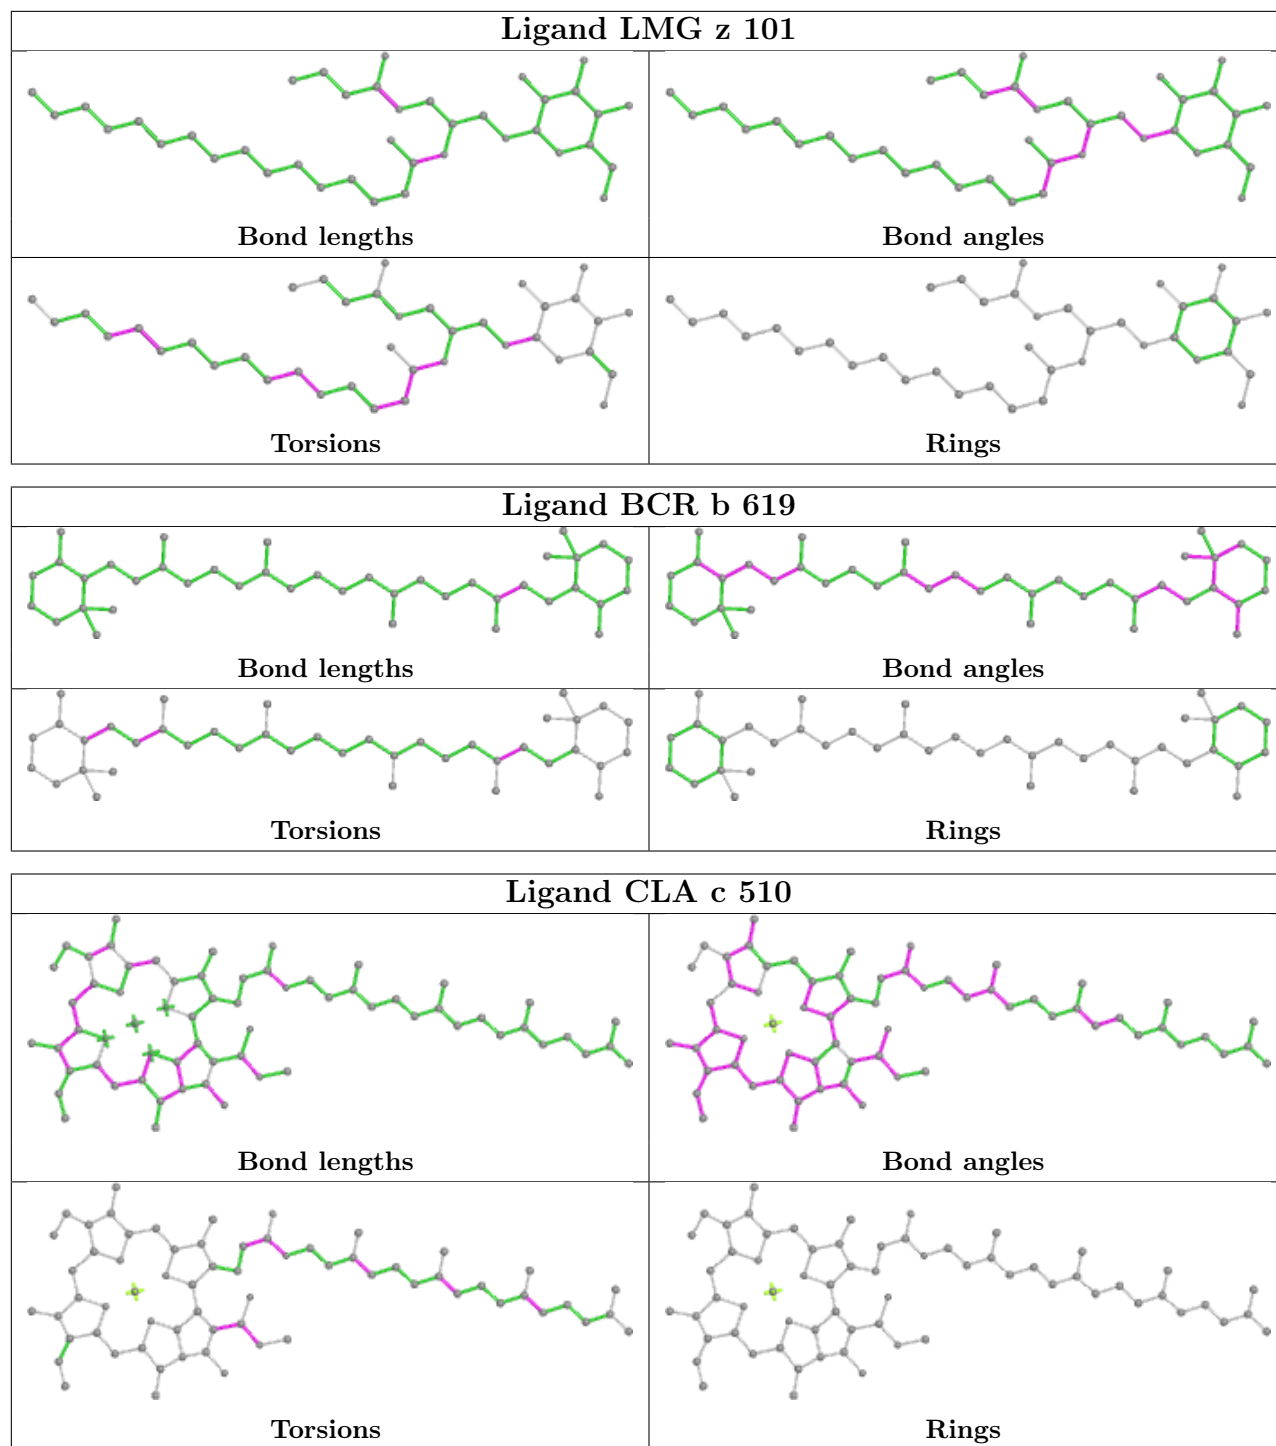 Ligand LMG z 101
Bond lengths
Bond angles
Torsions
Rings
Ligand BCR b 619
Bond lengths
Bond angles
Torsions
Rings
Ligand CLA c 510
Bond lengths
Bond angles
Torsions
Rings